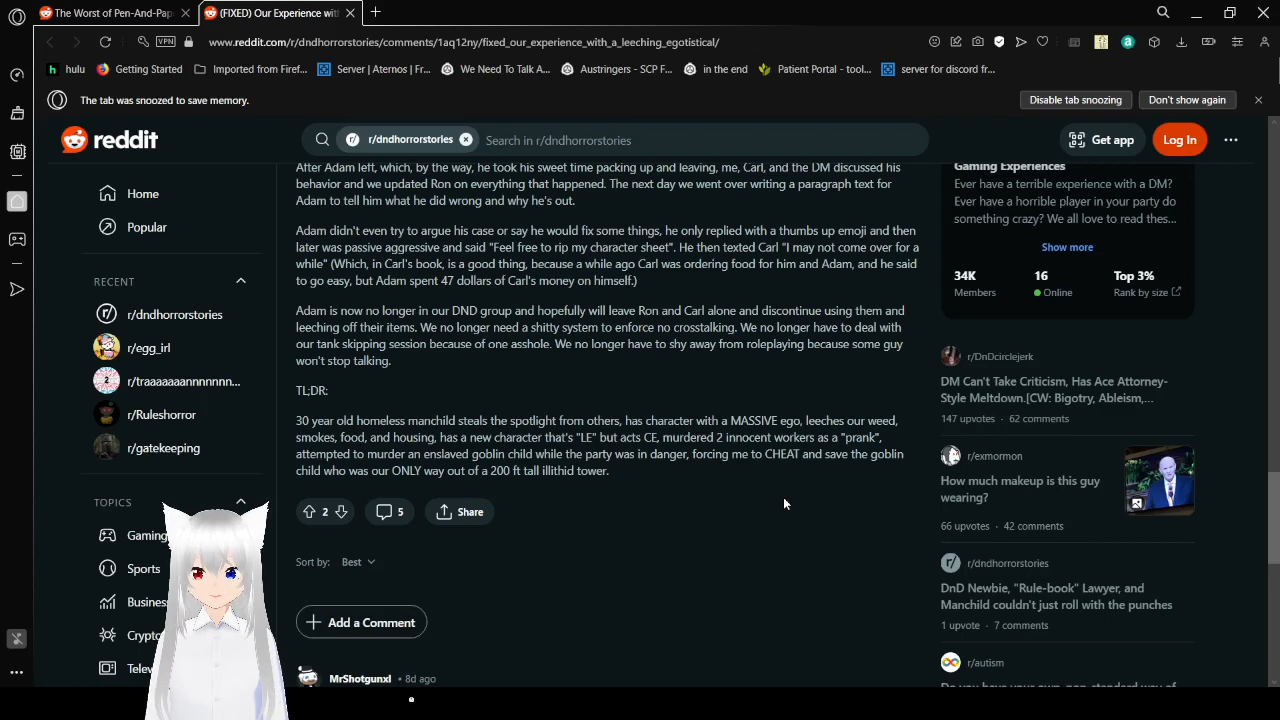 The Worst of Pen-And-Pap
(FIXED) Our Experience wit
VPN
www.reddit.com/r/dndhorrorstories/comments/1aq12ny/fixed_our_experience_with_a_leeching_egotistical/
hulu
Getting Started
Imported from Firef...
Server | Aternos | Fr...
We Need To Talk A...
Austringers - SCP F...
in the end
Patient Portal - tool...
server for discord fr...
The tab was snoozed to save memory.
Disable tab snoozing
Don't show again
reddit
r/dndhorrorstories
Search in r/dndhorrorstories
Get app
Log In
Home
Popular
RECENT
r/dndhorrorstories
r/egg_irl
r/traaaaaaannnnnnn...
r/Ruleshorror
r/gatekeeping
TOPICS
Gaming
Sports
Busines
Crypto
Telev
After Adam left, which, by the way, he took his sweet time packing up and leaving, me, Carl, and the DM discussed his
behavior and we updated Ron on everything that happened. The next day we went over writing a paragraph text for
Adam to tell him what he did wrong and why he's out.
Adam didn't even try to argue his case or say he would fix some things, he only replied with a thumbs up emoji and then
later was passive aggressive and said "Feel free to rip my character sheet". He then texted Carl "I may not come over for a
while" (Which, in Carl's book, is a good thing, because a while ago Carl was ordering food for him and Adam, and he said
to go easy, but Adam spent 47 dollars of Carl's money on himself.)
Adam is now no longer in our DND group and hopefully will leave Ron and Carl alone and discontinue using them and
leeching off their items. We no longer need a shitty system to enforce no crosstalking. We no longer have to deal with
our tank skipping session because of one asshole. We no longer have to shy away from roleplaying because some guy
won't stop talking.
TL;DR:
30 year old homeless manchild steals the spotlight from others, has character with a MASSIVE ego, leeches our weed,
smokes, food, and housing, has a new character that's "LE" but acts CE, murdered 2 innocent workers as a "prank",
attempted to murder an enslaved goblin child while the party was in danger, forcing me to CHEAT and save the goblin
child who was our ONLY way out of a 200 ft tall illithid tower.
2
5
Share
Sort by:
Best
Add a Comment
MrShotgunxd
• 8d ago
Gaming Experiences
Ever have a terrible experience with a DM?
Ever have a horrible player in your party do
something crazy? We all love to read thes...
Show more
34K
16
Top 3%
Members
Online
Rank by size
r/DnDcirclejerk
DM Can't Take Criticism, Has Ace Attorney-
Style Meltdown.[CW: Bigotry, Ableism,...
147 upvotes · 62 comments
r/exmormon
How much makeup is this guy
wearing?
66 upvotes · 42 comments
r/dndhorrorstories
DnD Newbie, "Rule-book" Lawyer, and
Manchild couldn't just roll with the punches
1 upvote · 7 comments
r/autism